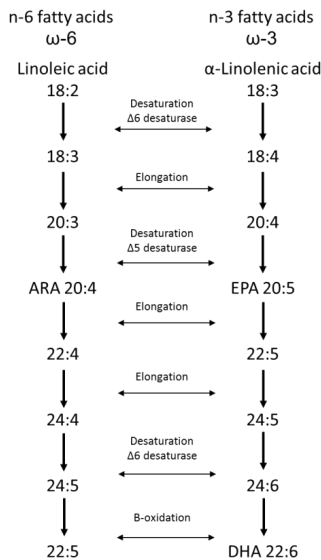 n-6 fatty acids
ω-6
n-3 fatty acids
ω-3
Linoleic acid
α-Linolenic acid
18:2
18:3
Desaturation
Δ6 desaturase
18:3
18:4
Elongation
20:3
20:4
Desaturation
Δ5 desaturase
ARA 20:4
EPA 20:5
Elongation
22:4
22:5
Elongation
24:4
24:5
Desaturation
Δ6 desaturase
24:5
24:6
B-oxidation
22:5
DHA 22:6